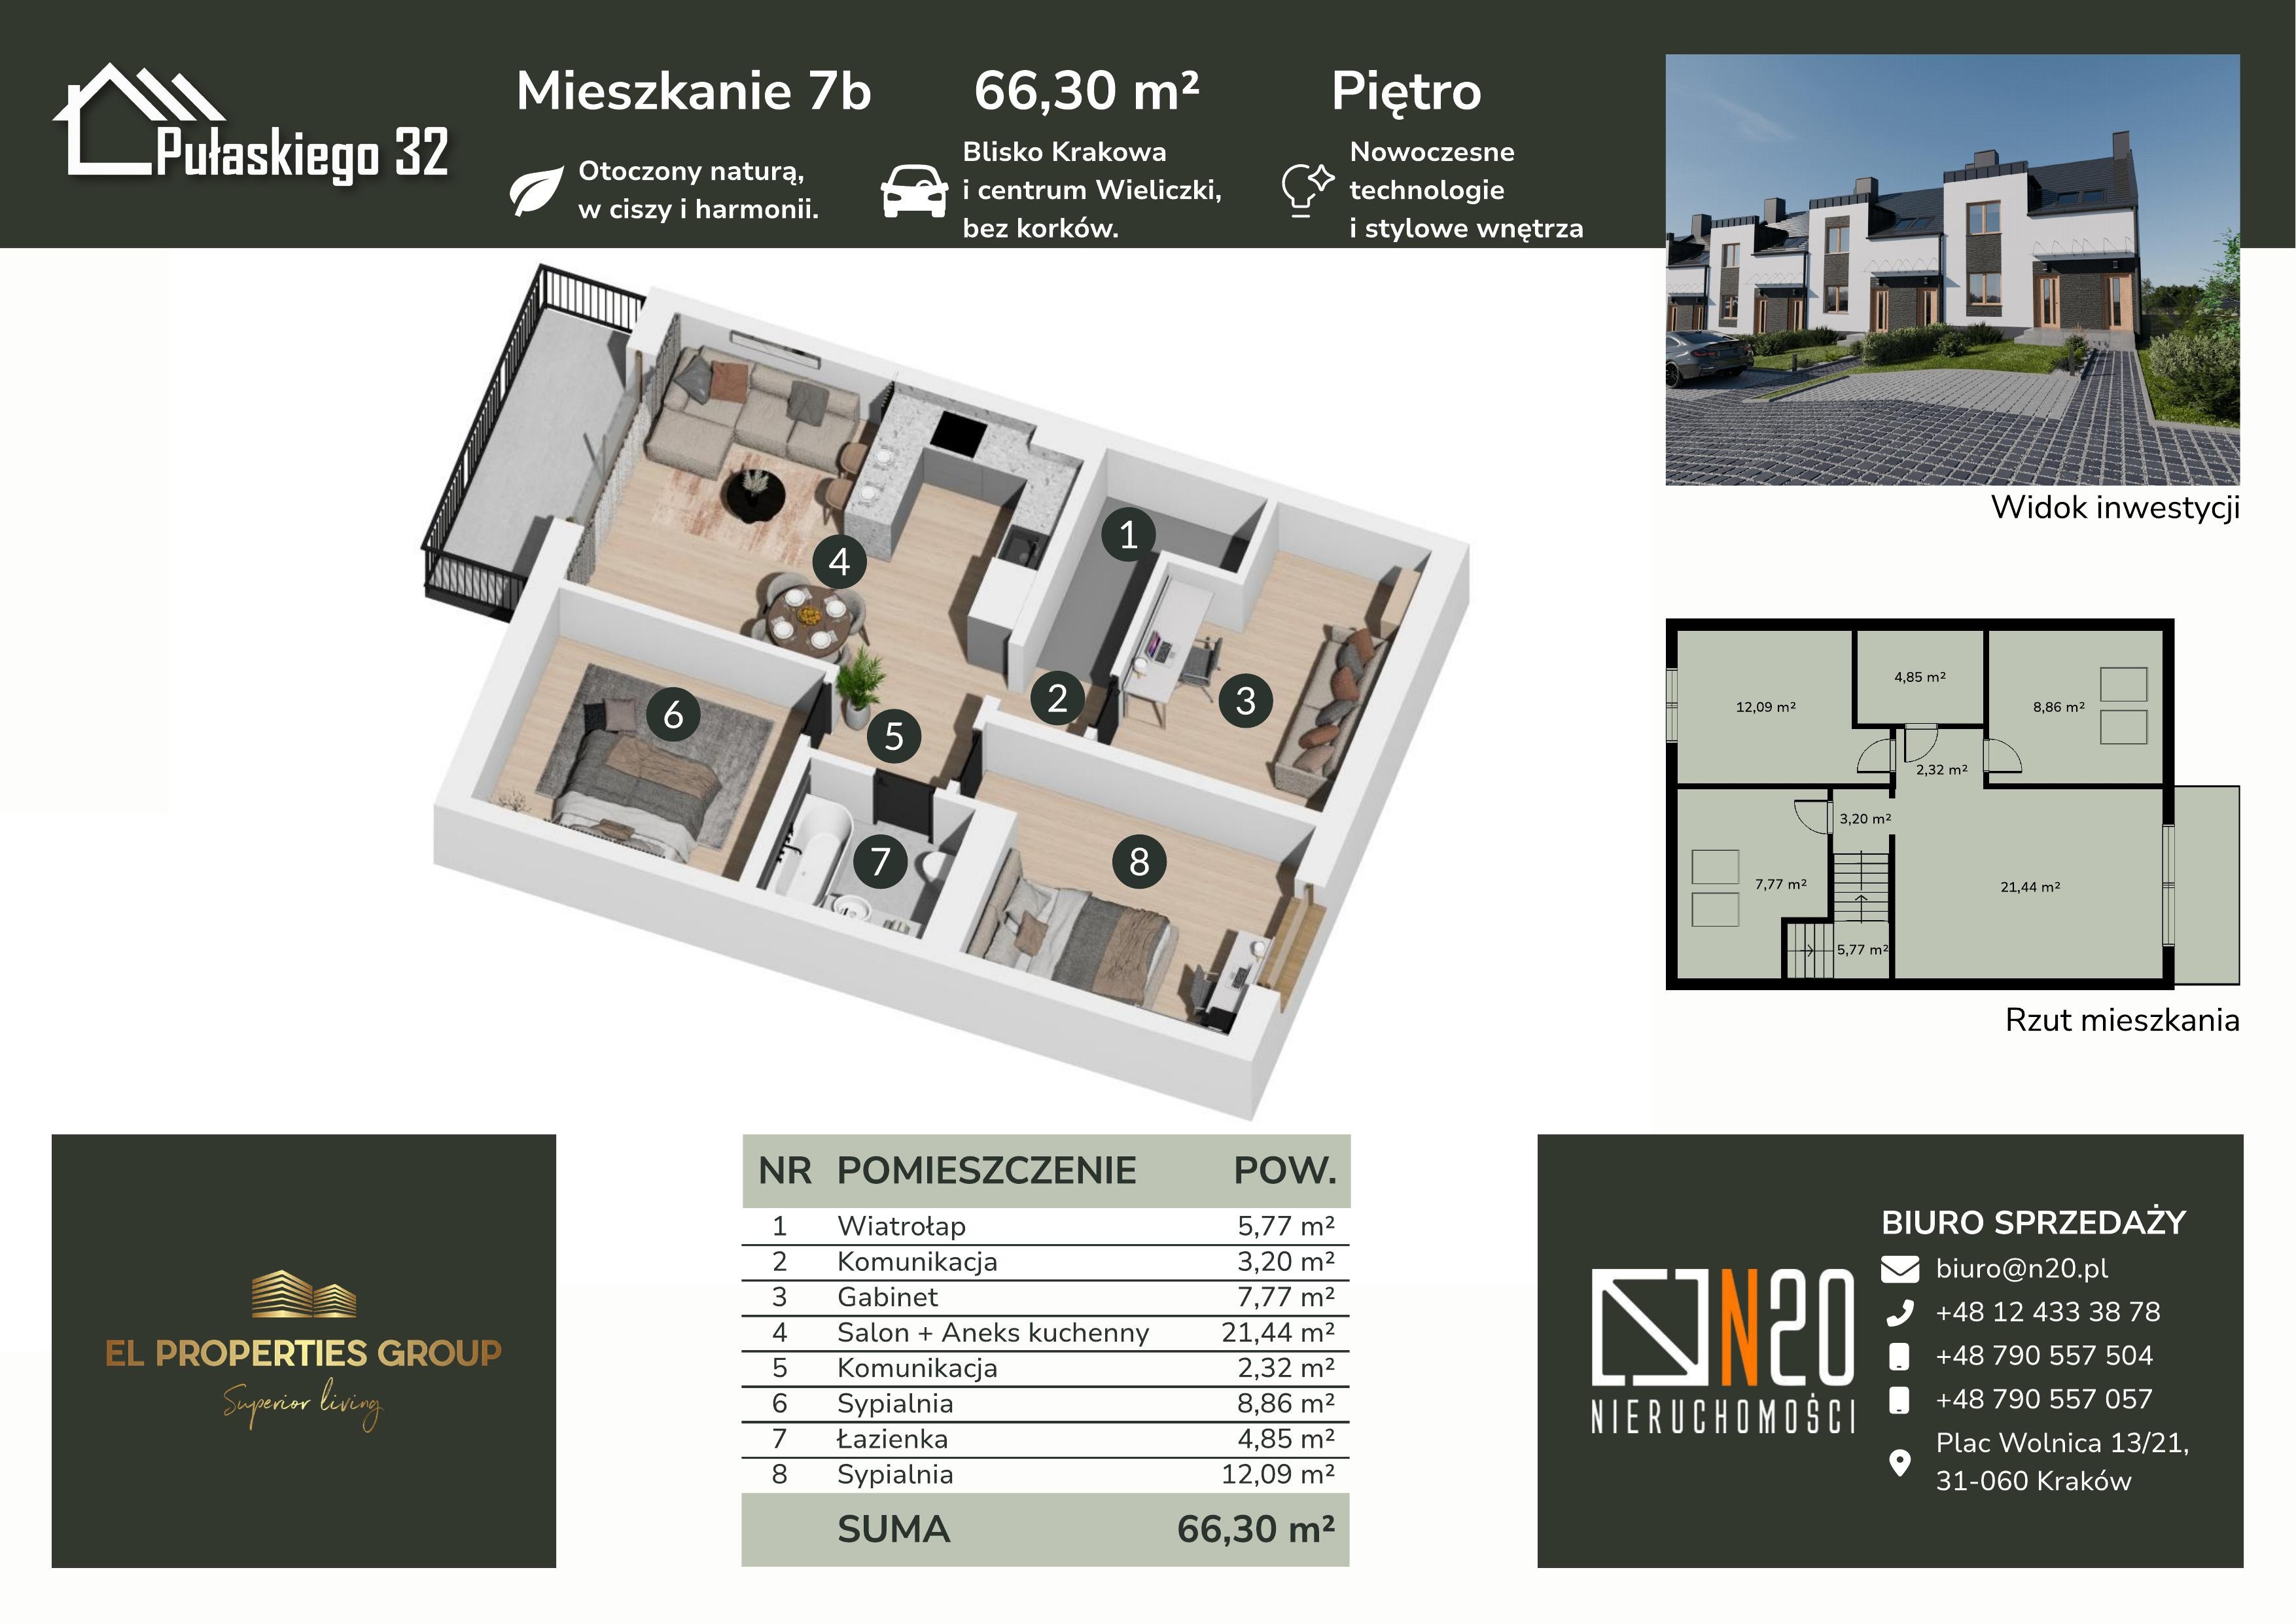 Pułaskiego 32
Mieszkanie 7b
66,30 m²
Piętro
Otoczony naturą,
w ciszy i harmonii.
Blisko Krakowa
i centrum Wieliczki,
bez korków.
Nowoczesne
technologie
i stylowe wnętrza
Widok inwestycji
1
2
3
4
5
6
7
8
12,09 m²
4,85 m²
8,86 m²
2,32 m²
3,20 m²
7,77 m²
21,44 m²
5,77 m²
Rzut mieszkania
EL PROPERTIES GROUP
Superior living
NR POMIESZCZENIE POW.
1 Wiatrołap 5,77 m²
2 Komunikacja 3,20 m²
3 Gabinet 7,77 m²
4 Salon + Aneks kuchenny 21,44 m²
5 Komunikacja 2,32 m²
6 Sypialnia 8,86 m²
7 Łazienka 4,85 m²
8 Sypialnia 12,09 m²
SUMA 66,30 m²
N20
NIERUCHOMOŚCI
BIURO SPRZEDAŻY
biuro@n20.pl
+48 12 433 38 78
+48 790 557 504
+48 790 557 057
Plac Wolnica 13/21,
31-060 Kraków